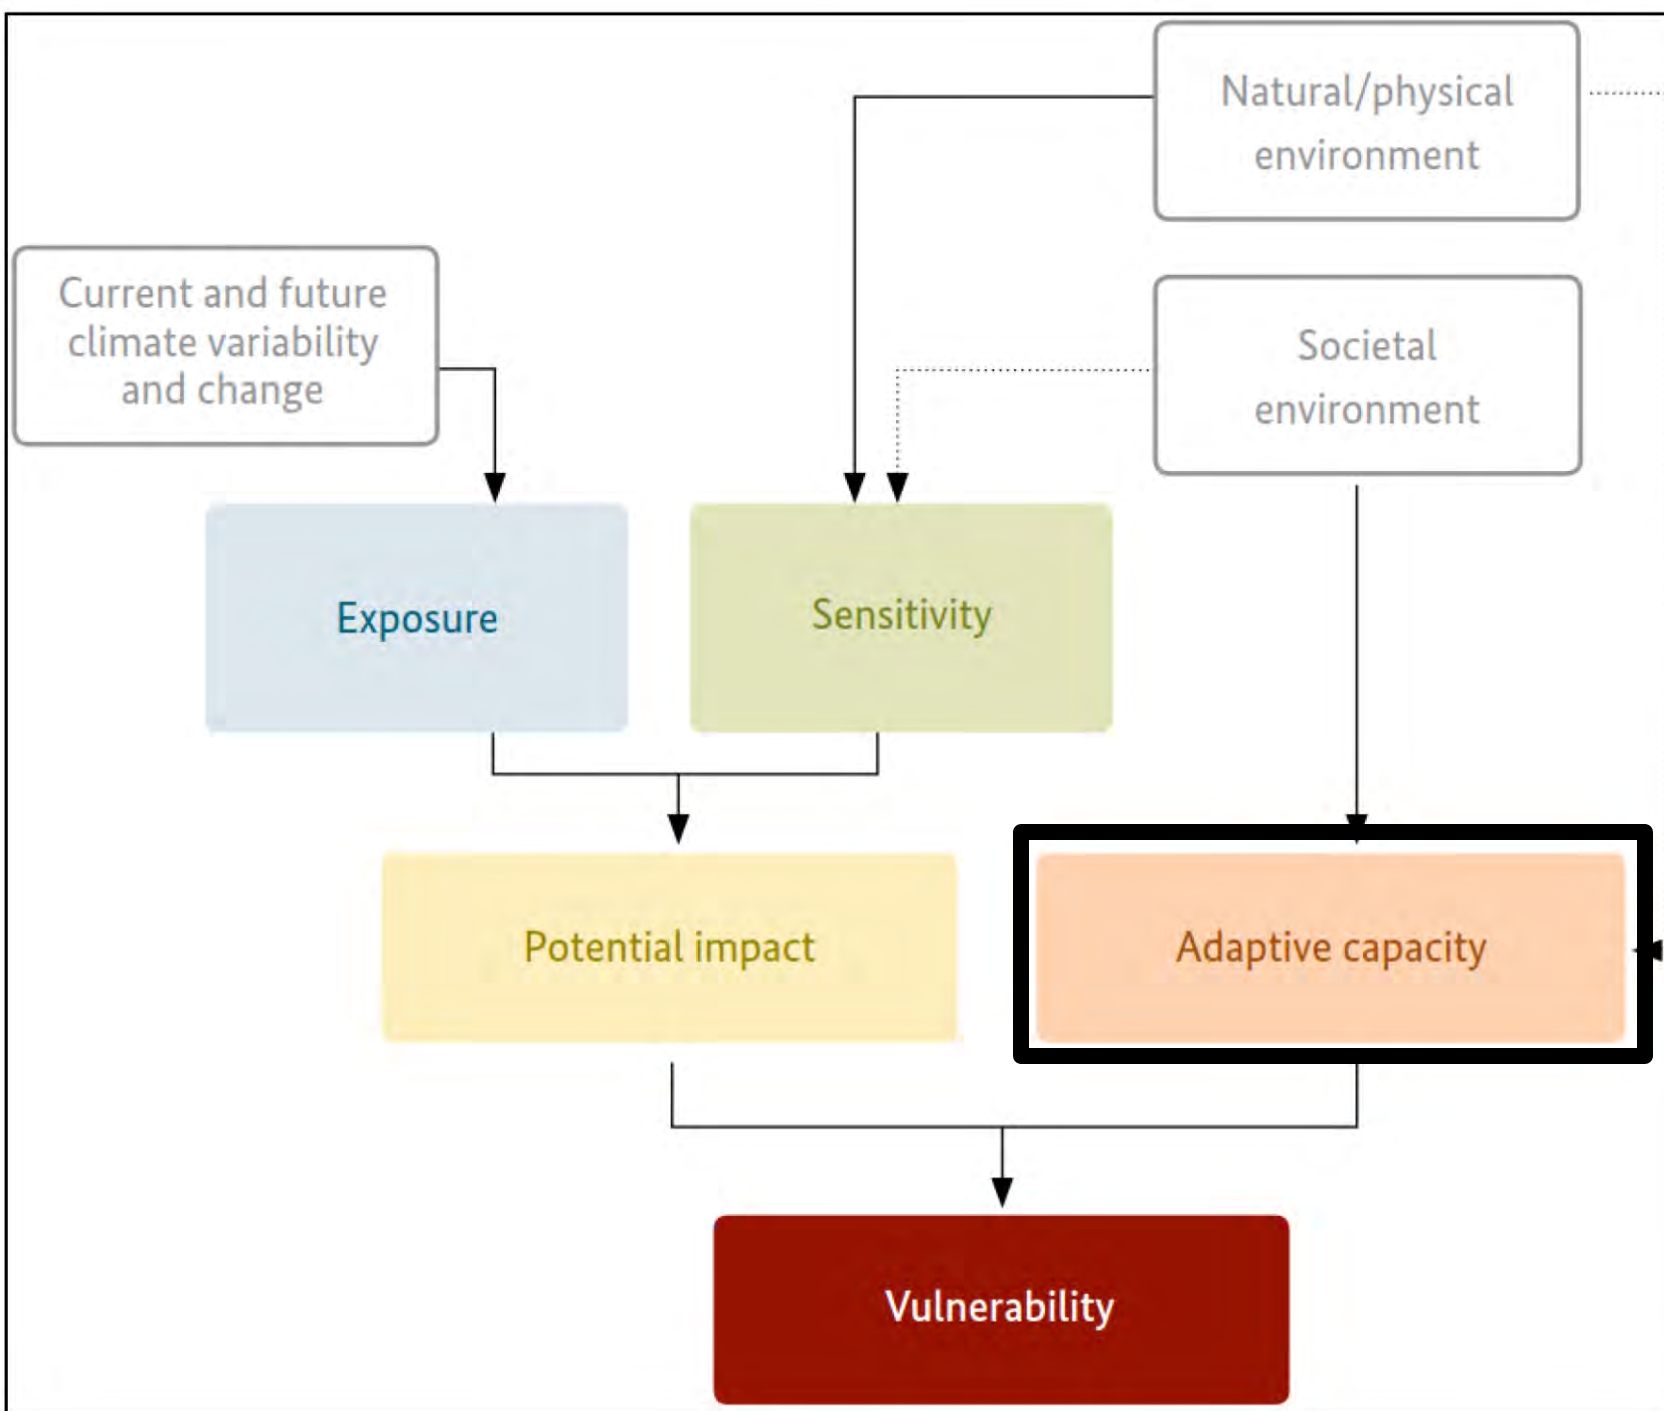 Natural/physical
environment
Current and future
climate variability
and change
Societal
environment
Exposure
Sensitivity
Potential impact
Adaptive capacity
Vulnerability